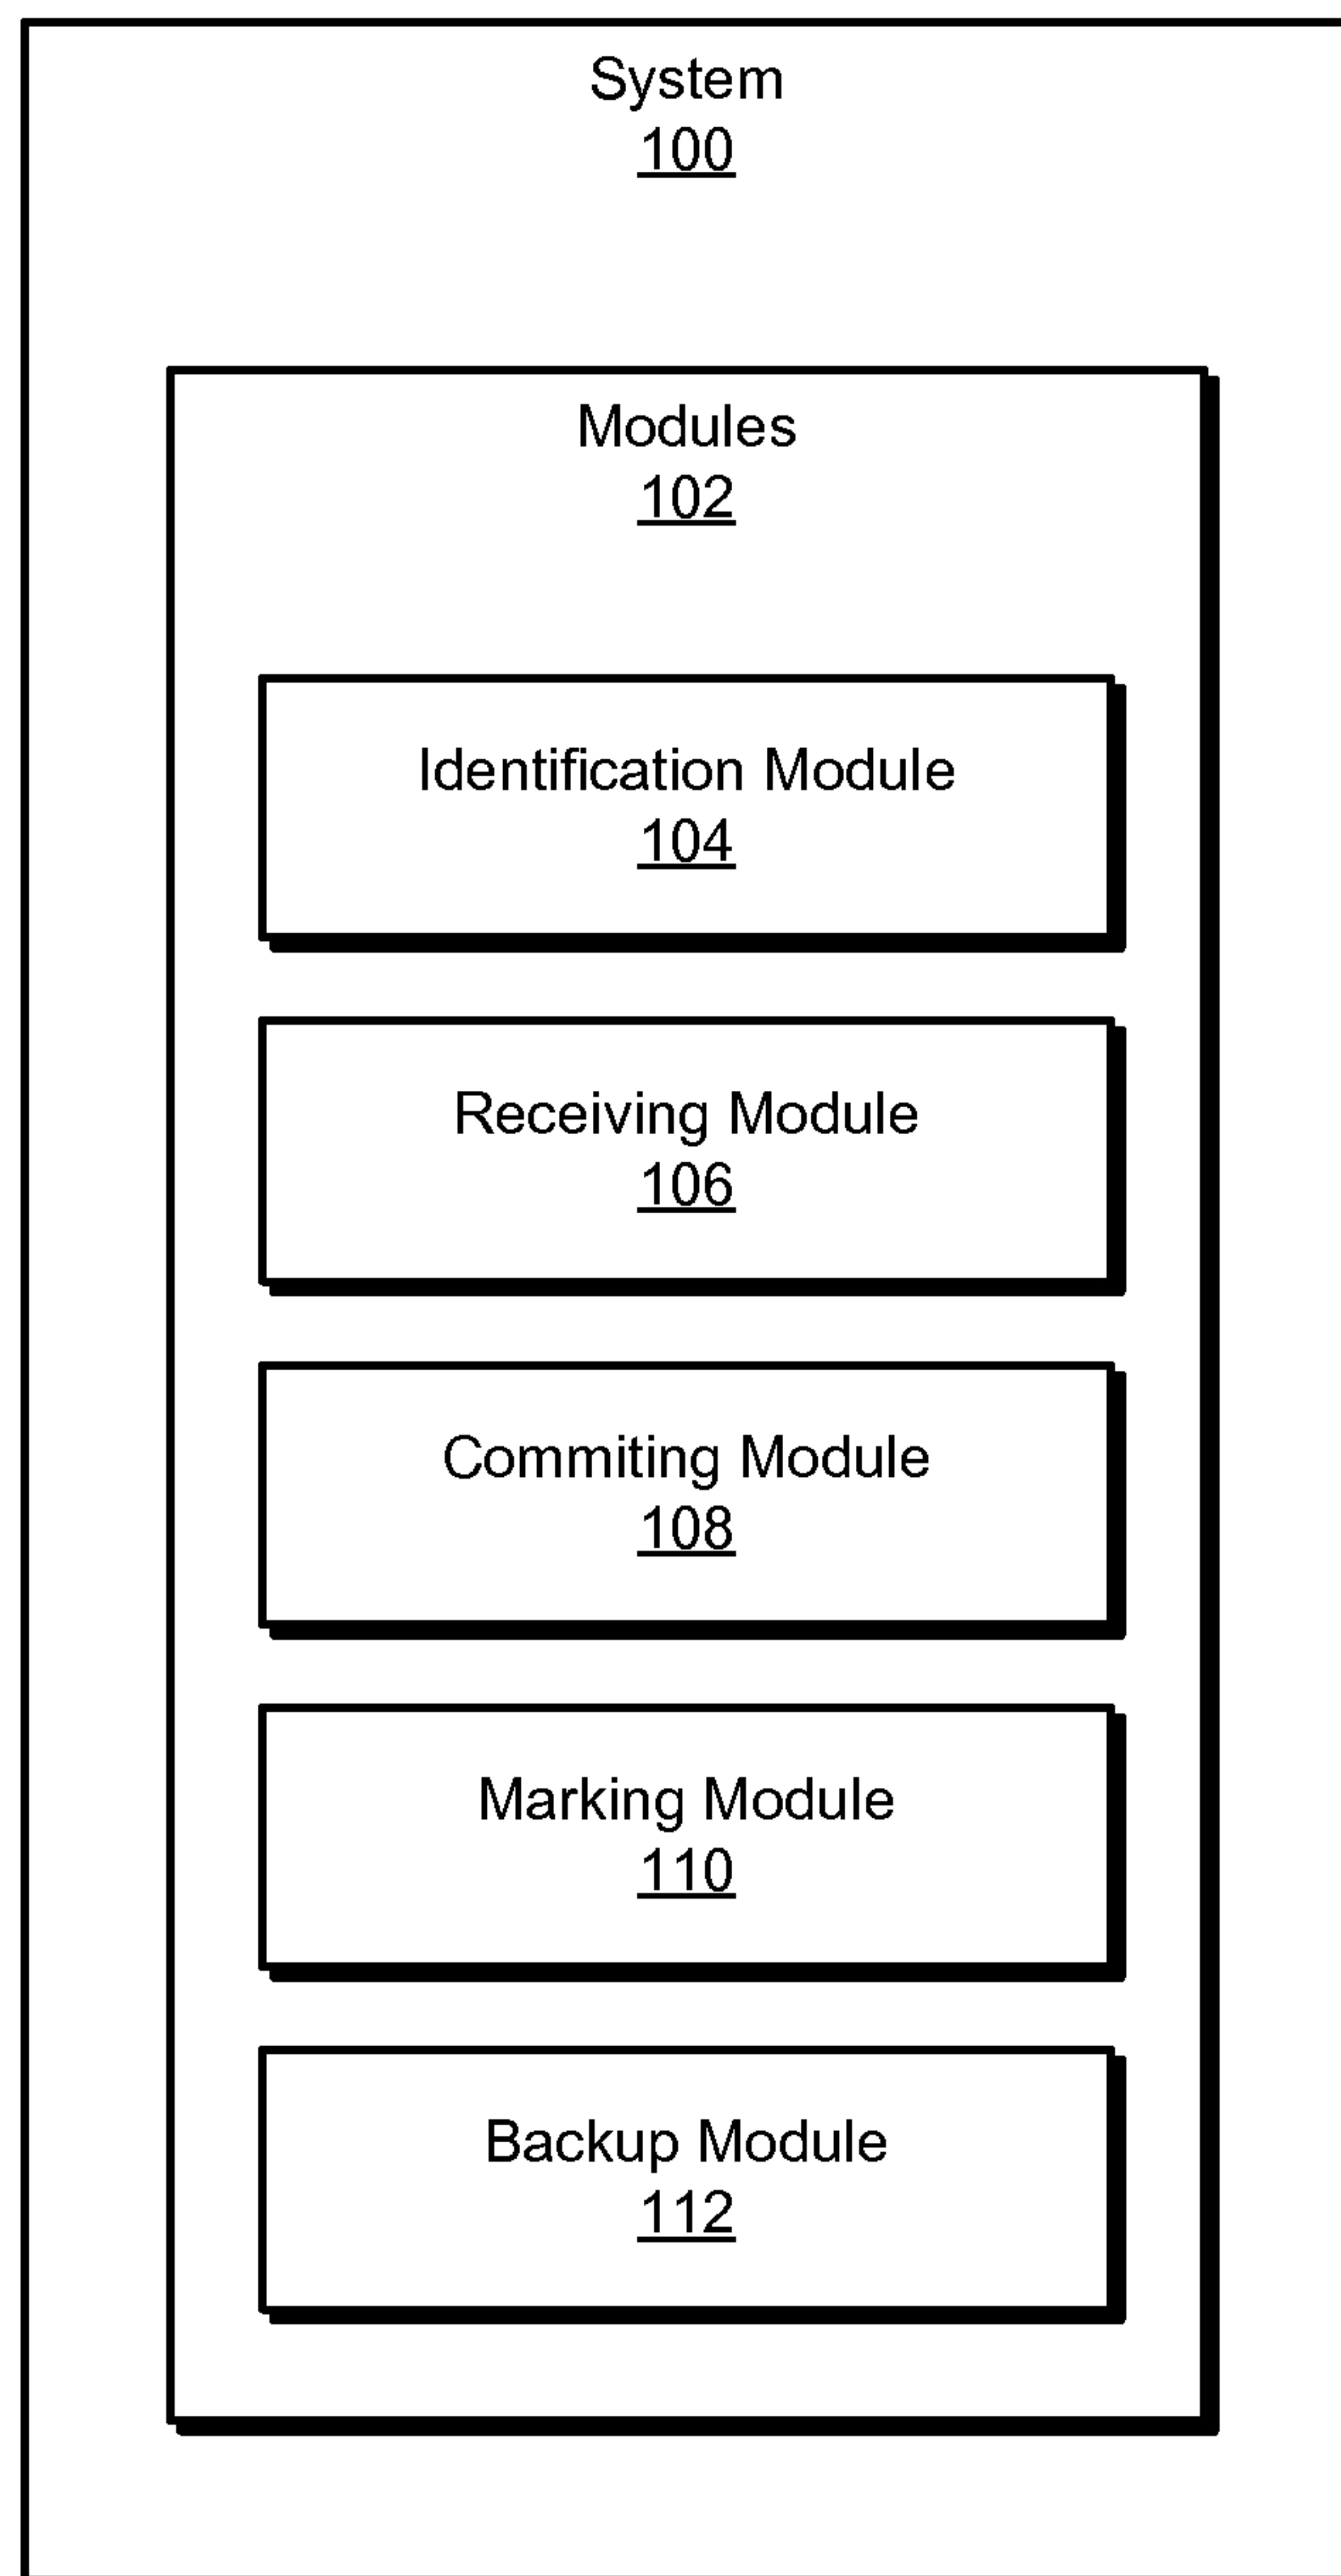 System
100
Modules
102
Identification Module
104
Receiving Module
106
Commiting Module
108
Marking Module
110
Backup Module
112